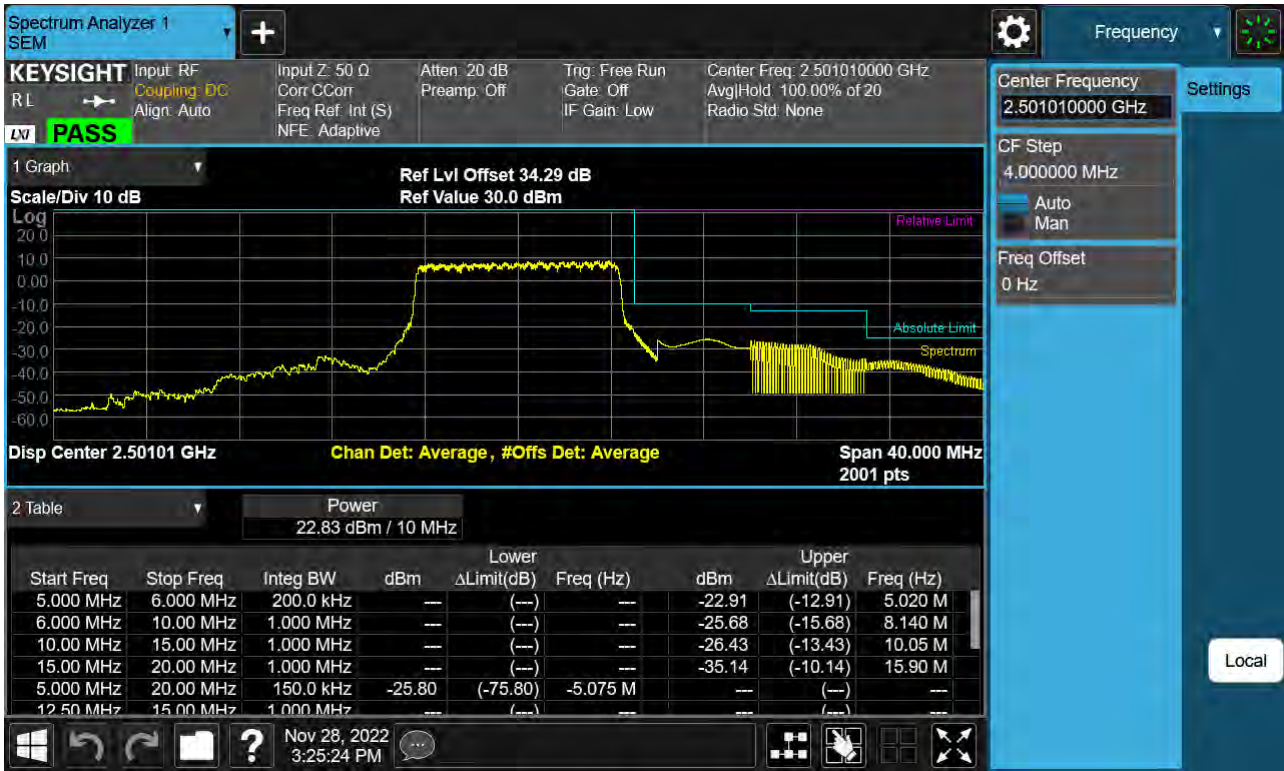 Spectrum Analyzer 1
SEM
Frequency
KEYSIGHT
RL
LXI
PASS
Input: RF
Coupling: DC
Align: Auto
Input Z: 50 Ω
Corr CCorr
Freq Ref: Int (S)
NFE: Adaptive
Atten: 20 dB
Preamp: Off
Trig: Free Run
Gate: Off
IF Gain: Low
Center Freq: 2.501010000 GHz
Avg|Hold: 100.00% of 20
Radio Std: None
Center Frequency
2.501010000 GHz
Settings
CF Step
4.000000 MHz
Auto
Man
Freq Offset
0 Hz
1 Graph
Scale/Div 10 dB
Ref Lvl Offset 34.29 dB
Ref Value 30.0 dBm
Log
20.0
10.0
0.00
-10.0
-20.0
-30.0
-40.0
-50.0
-60.0
Relative Limit
Absolute Limit
Spectrum
Disp Center 2.50101 GHz
Chan Det: Average, #Offs Det: Average
Span 40.000 MHz
2001 pts
2 Table
Power
22.83 dBm / 10 MHz
Lower Upper
Start Freq Stop Freq Integ BW dBm ΔLimit(dB) Freq (Hz) dBm ΔLimit(dB) Freq (Hz)
5.000 MHz 6.000 MHz 200.0 kHz --- (---) --- -22.91 (-12.91) 5.020 M
6.000 MHz 10.00 MHz 1.000 MHz --- (---) --- -25.68 (-15.68) 8.140 M
10.00 MHz 15.00 MHz 1.000 MHz --- (---) --- -26.43 (-13.43) 10.05 M
15.00 MHz 20.00 MHz 1.000 MHz --- (---) --- -35.14 (-10.14) 15.90 M
5.000 MHz 20.00 MHz 150.0 kHz -25.80 (-75.80) -5.075 M --- (---) ---
12.50 MHz 15.00 MHz 1.000 MHz --- (---) --- --- (---) ---
Local
?
Nov 28, 2022
3:25:24 PM